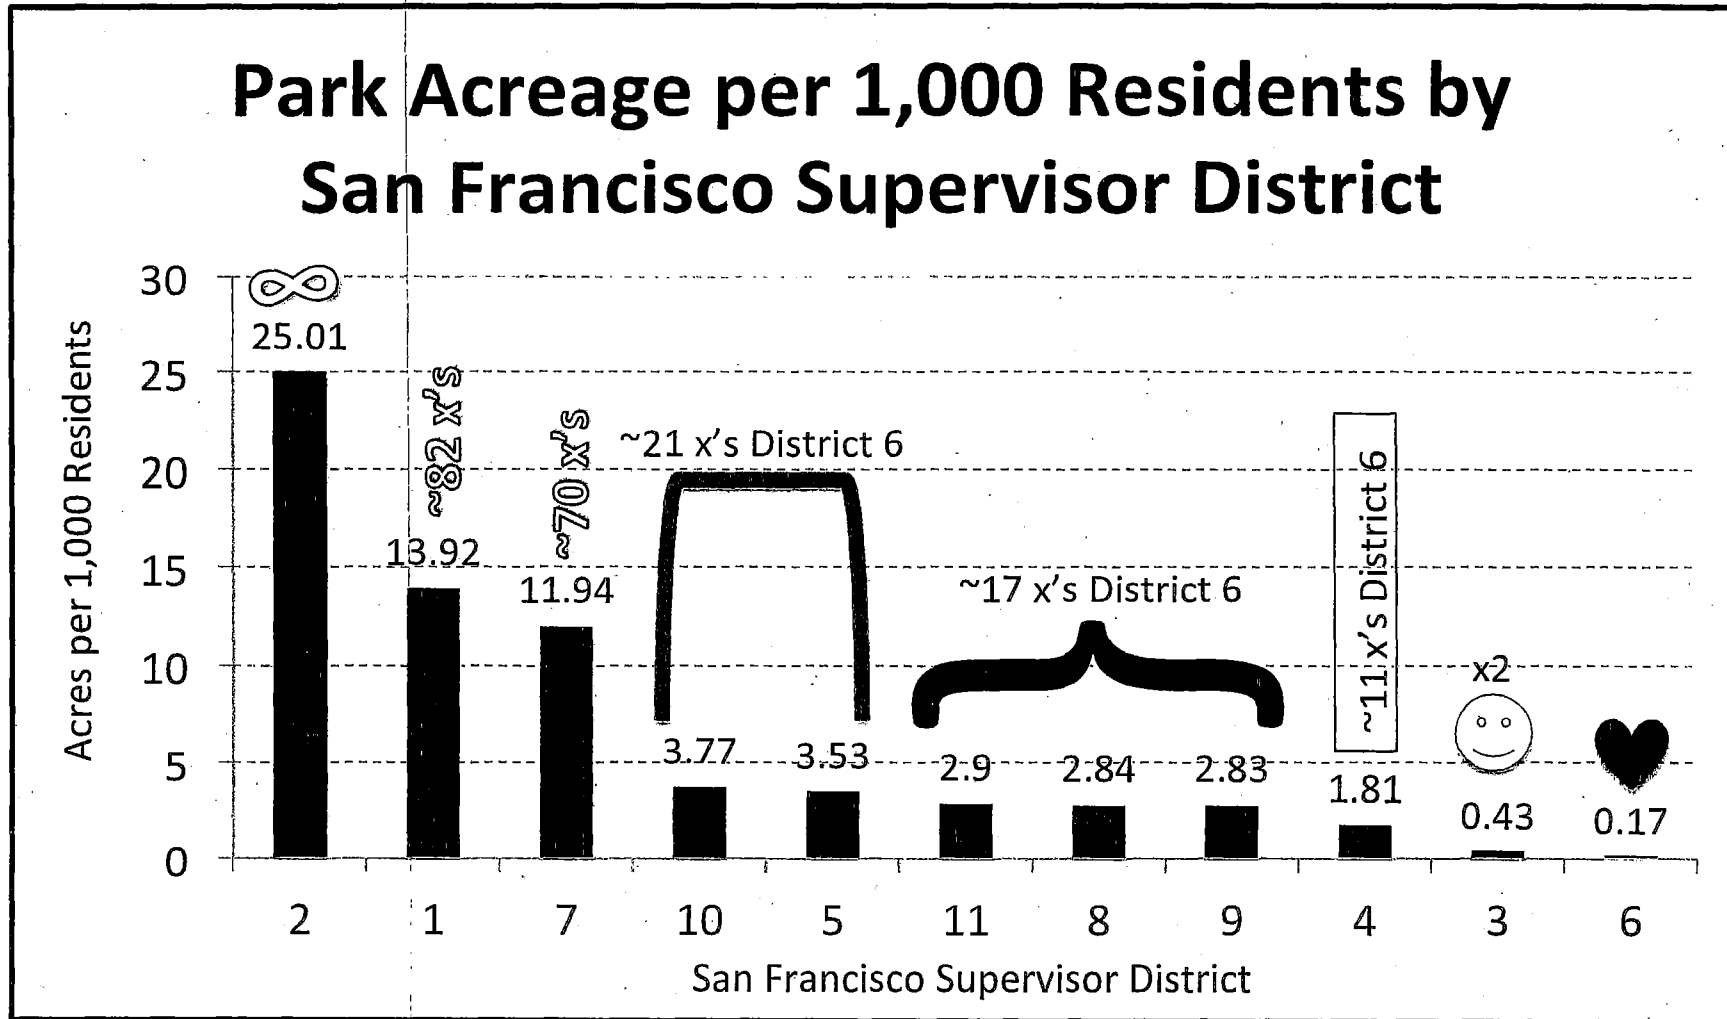 Park Acreage per 1,000 Residents by
San Francisco Supervisor District
Acres per 1,000 Residents
30
25
20
15
10
5
0
∞
25.01
~82 x's
13.92
~70 x's
11.94
~21 x's District 6
3.77
3.53
~17 x's District 6
2.9
2.84
2.83
~11 x's District 6
1.81
x2
0.43
0.17
2 1 7 10 5 11 8 9 4 3 6
San Francisco Supervisor District